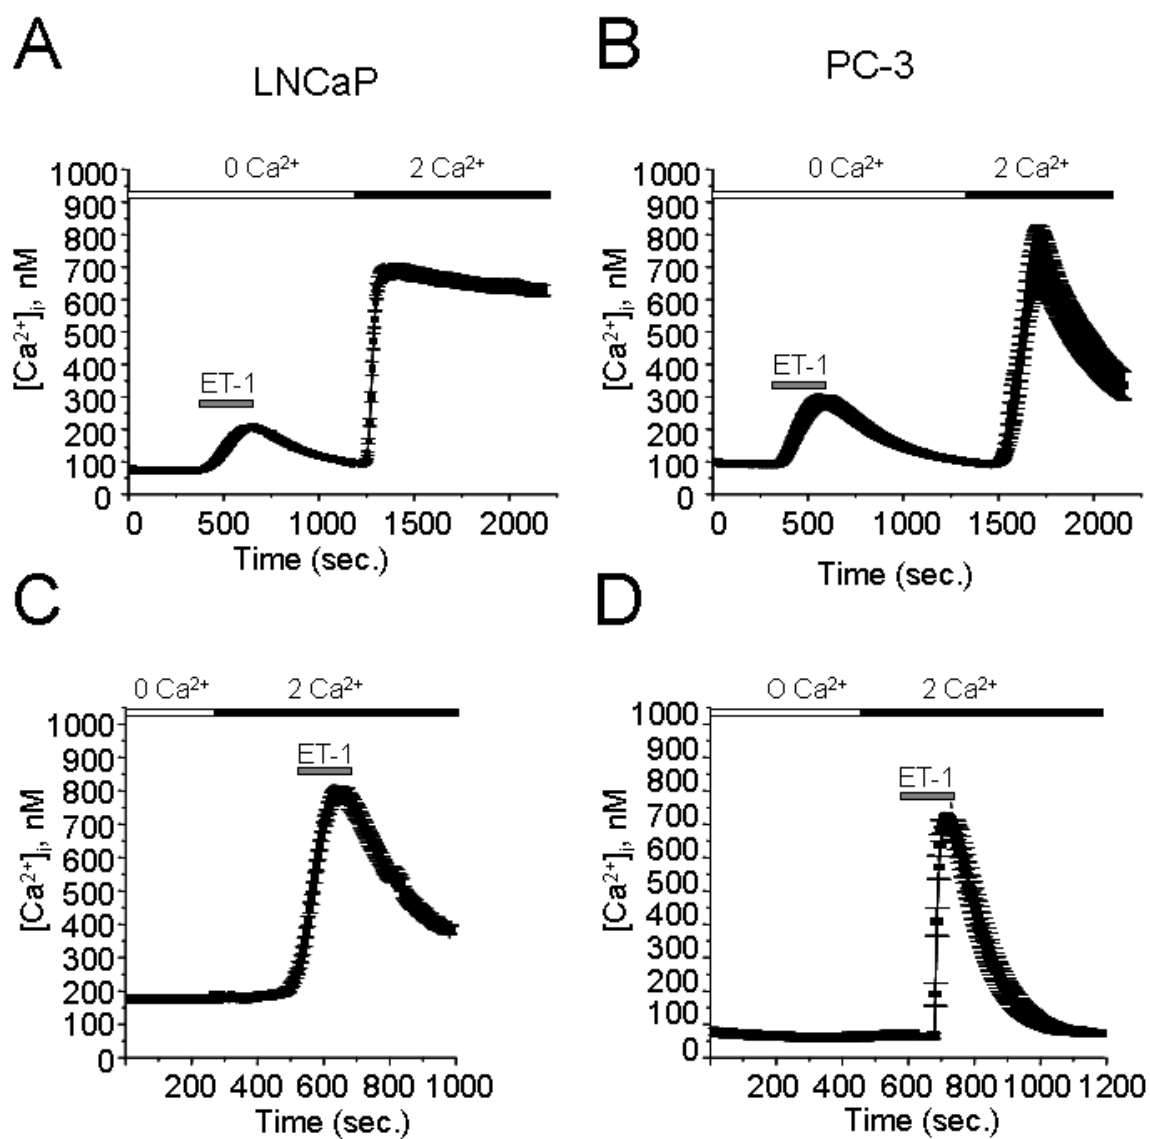 A
LNCaP
0 Ca²⁺ 2 Ca²⁺
1000
900
800
700
600
500
400
300
200
100
0
[Ca²⁺]ᵢ, nM
ET-1
0 500 1000 1500 2000
Time (sec.)
B
PC-3
0 Ca²⁺ 2 Ca²⁺
1000
900
800
700
600
500
400
300
200
100
0
[Ca²⁺]ᵢ, nM
ET-1
0 500 1000 1500 2000
Time (sec.)
C
0 Ca²⁺ 2 Ca²⁺
1000
900
800
700
600
500
400
300
200
100
0
[Ca²⁺]ᵢ, nM
ET-1
200 400 600 800 1000
Time (sec.)
D
O Ca²⁺ 2 Ca²⁺
1000
900
800
700
600
500
400
300
200
100
0
[Ca²⁺]ᵢ, nM
ET-1
200 400 600 800 1000 1200
Time (sec.)